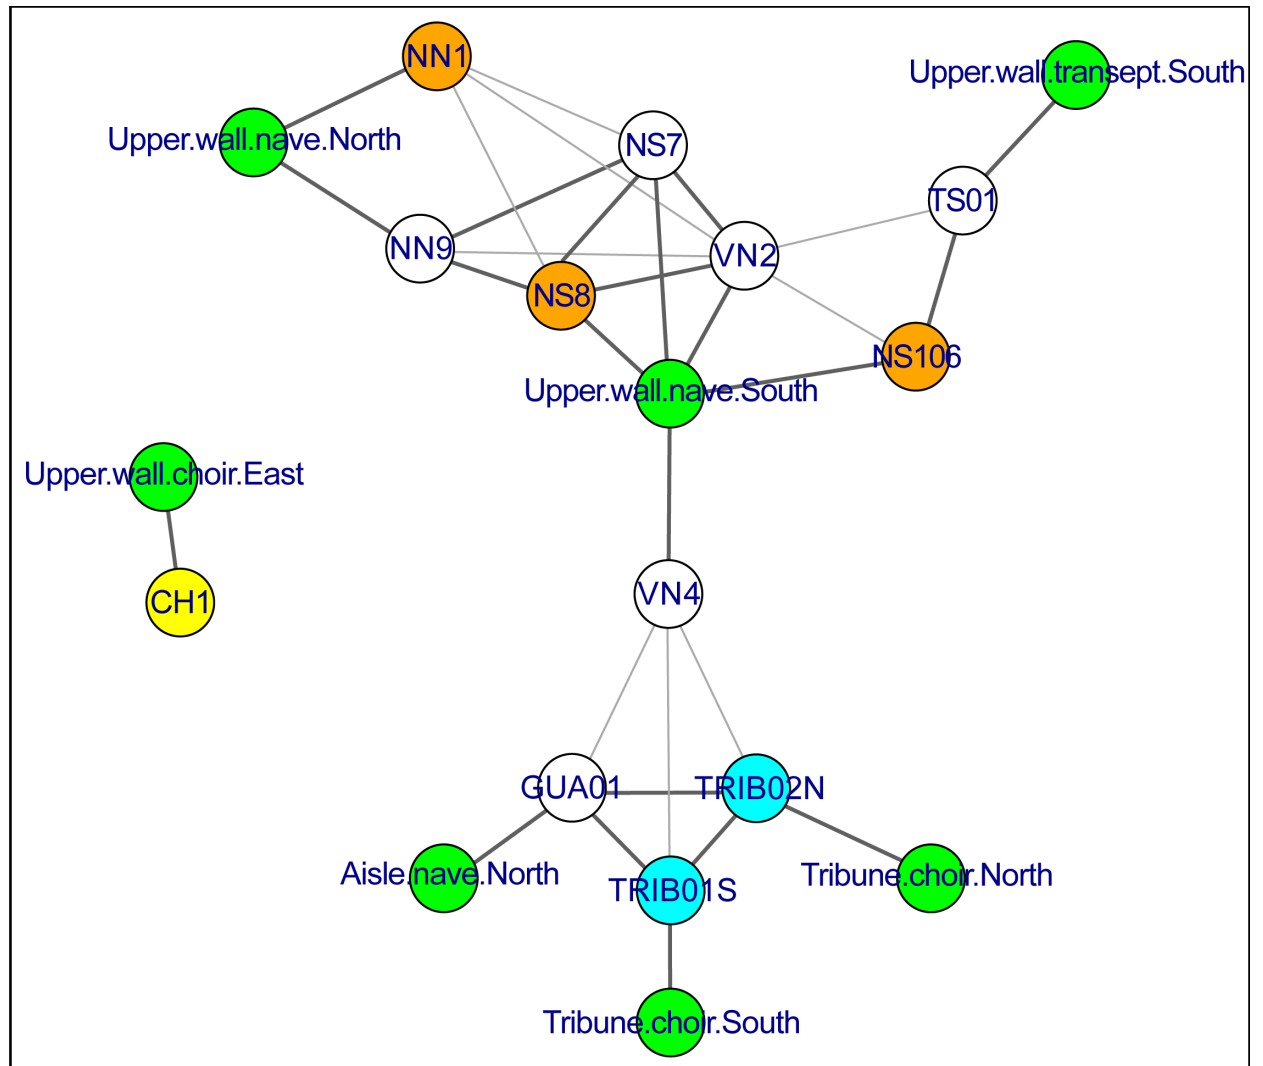 NN1
Upper.wall.transept.South
Upper.wall.nave.North
NS7
TS01
NN9
VN2
NS8
NS106
Upper.wall.nave.South
Upper.wall.choir.East
CH1
VN4
GUA01
TRIB02N
Aisle.nave.North
TRIB01S
Tribune.choir.North
Tribune.choir.South